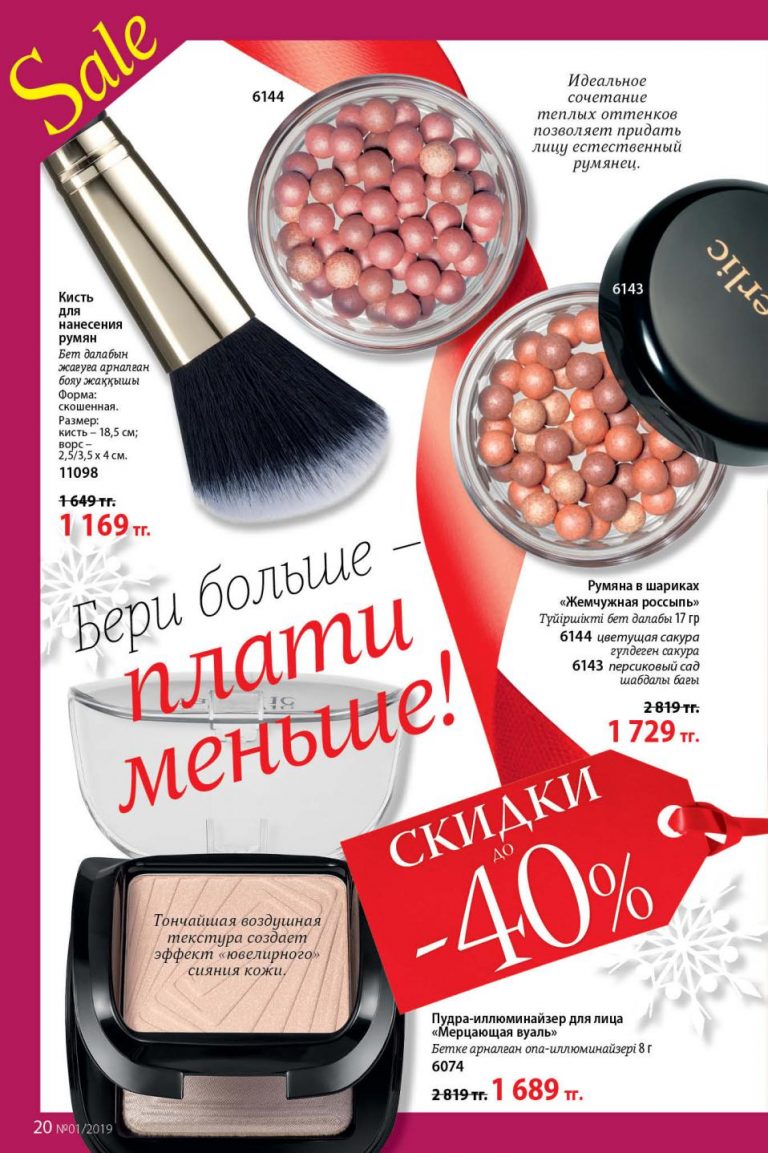 Sale
6144
Идеальное
сочетание
теплых оттенков
позволяет придать
лицу естественный
румянец.
6143
erlic
Кисть
для
нанесения
румян
Бет далабын
жағуға арналған
бояу жаққышы
Форма:
скошенная.
Размер:
кисть – 18,5 см;
ворс –
2,5/3,5 х 4 см.
11098
1 649 тг.
1 169 тг.
Бери больше –
плати
меньше!
Румяна в шариках
«Жемчужная россыпь»
Түйіршікті бет далабы 17 гр
6144 цветущая сакура
гүлдеген сакура
6143 персиковый сад
шабдалы бағы
2 819 тг.
1 729 тг.
СКИДКИ
ДО
-40%
Тончайшая воздушная
текстура создает
эффект «ювелирного»
сияния кожи.
Пудра-иллюминайзер для лица
«Мерцающая вуаль»
Бетке арналған опа-иллюминайзері 8 г
6074
2 819 тг. 1 689 тг.
20 №01/2019